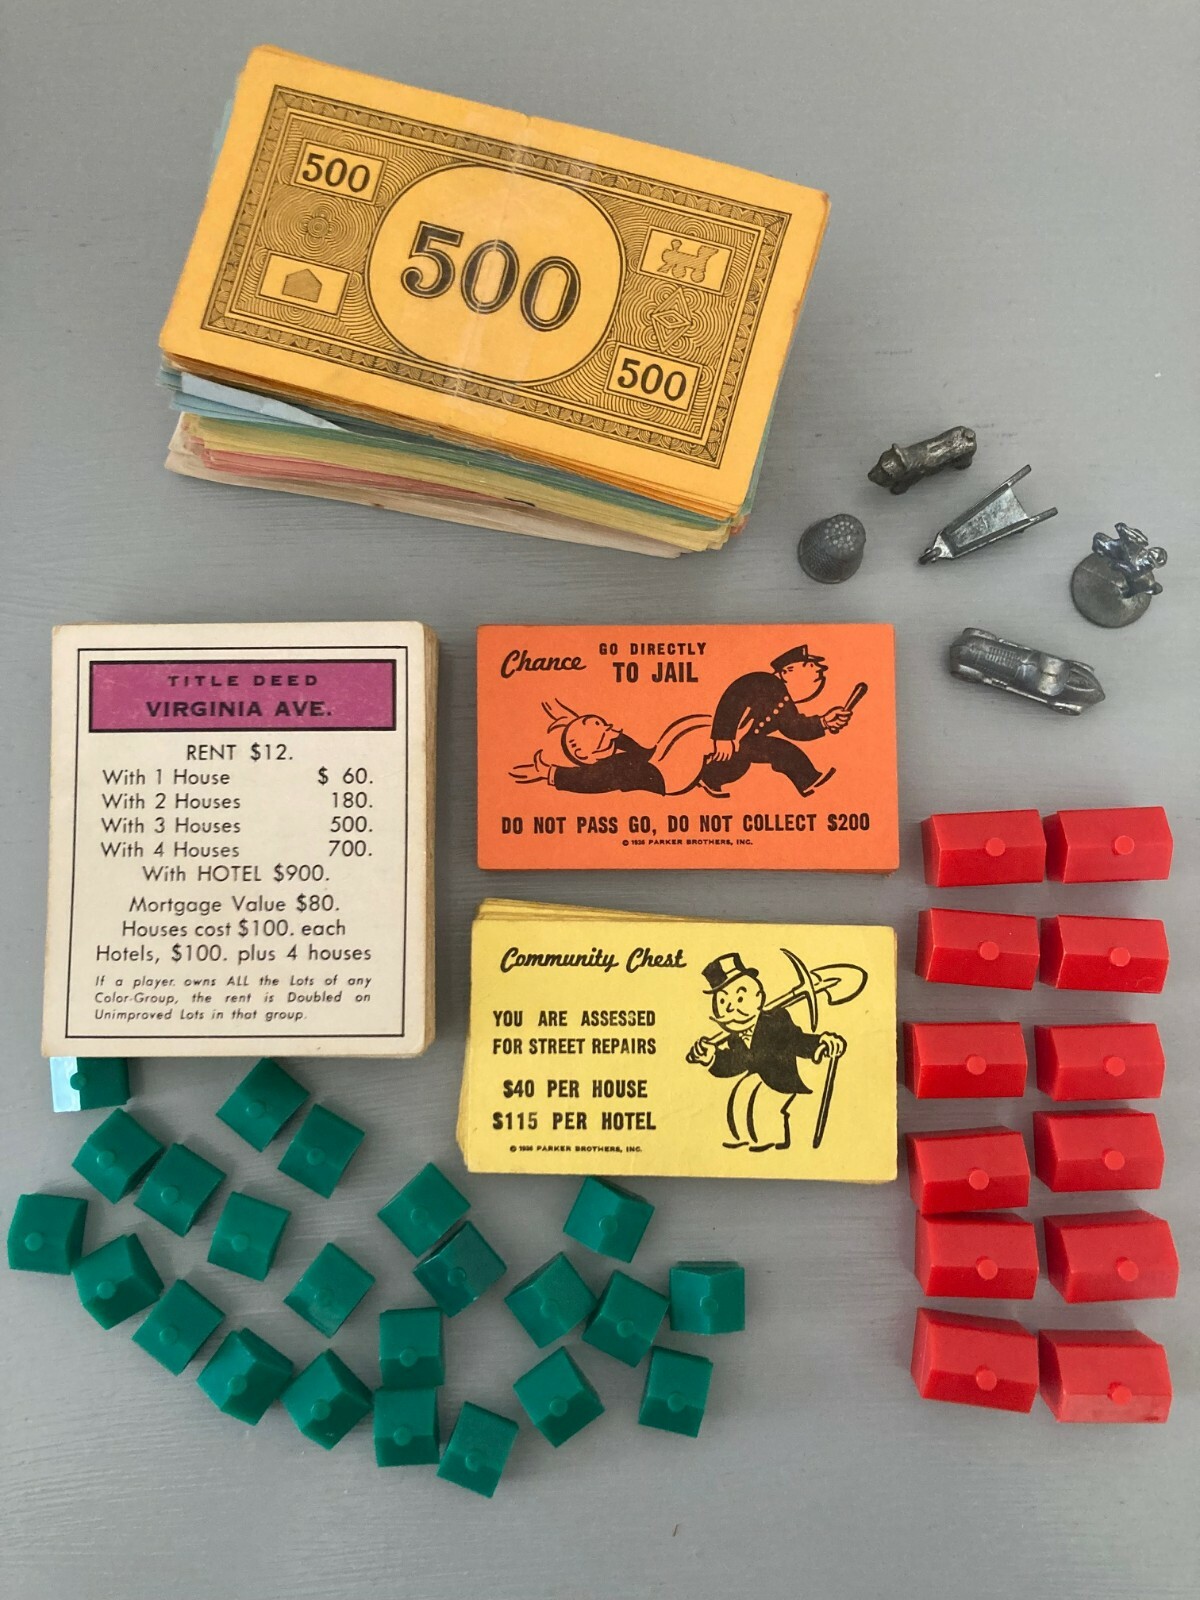 500
500
500
TITLE DEED
VIRGINIA AVE.
RENT $12.
With 1 House $ 60.
With 2 Houses 180.
With 3 Houses 500.
With 4 Houses 700.
With HOTEL $900.
Mortgage Value $80.
Houses cost $100. each
Hotels, $100. plus 4 houses
If a player owns ALL the Lots of any
Color-Group, the rent is Doubled on
Unimproved Lots in that group.
Chance
GO DIRECTLY
TO JAIL
DO NOT PASS GO, DO NOT COLLECT $200
© 1936 PARKER BROTHERS, INC.
Community Chest
YOU ARE ASSESSED
FOR STREET REPAIRS
$40 PER HOUSE
$115 PER HOTEL
© 1936 PARKER BROTHERS, INC.